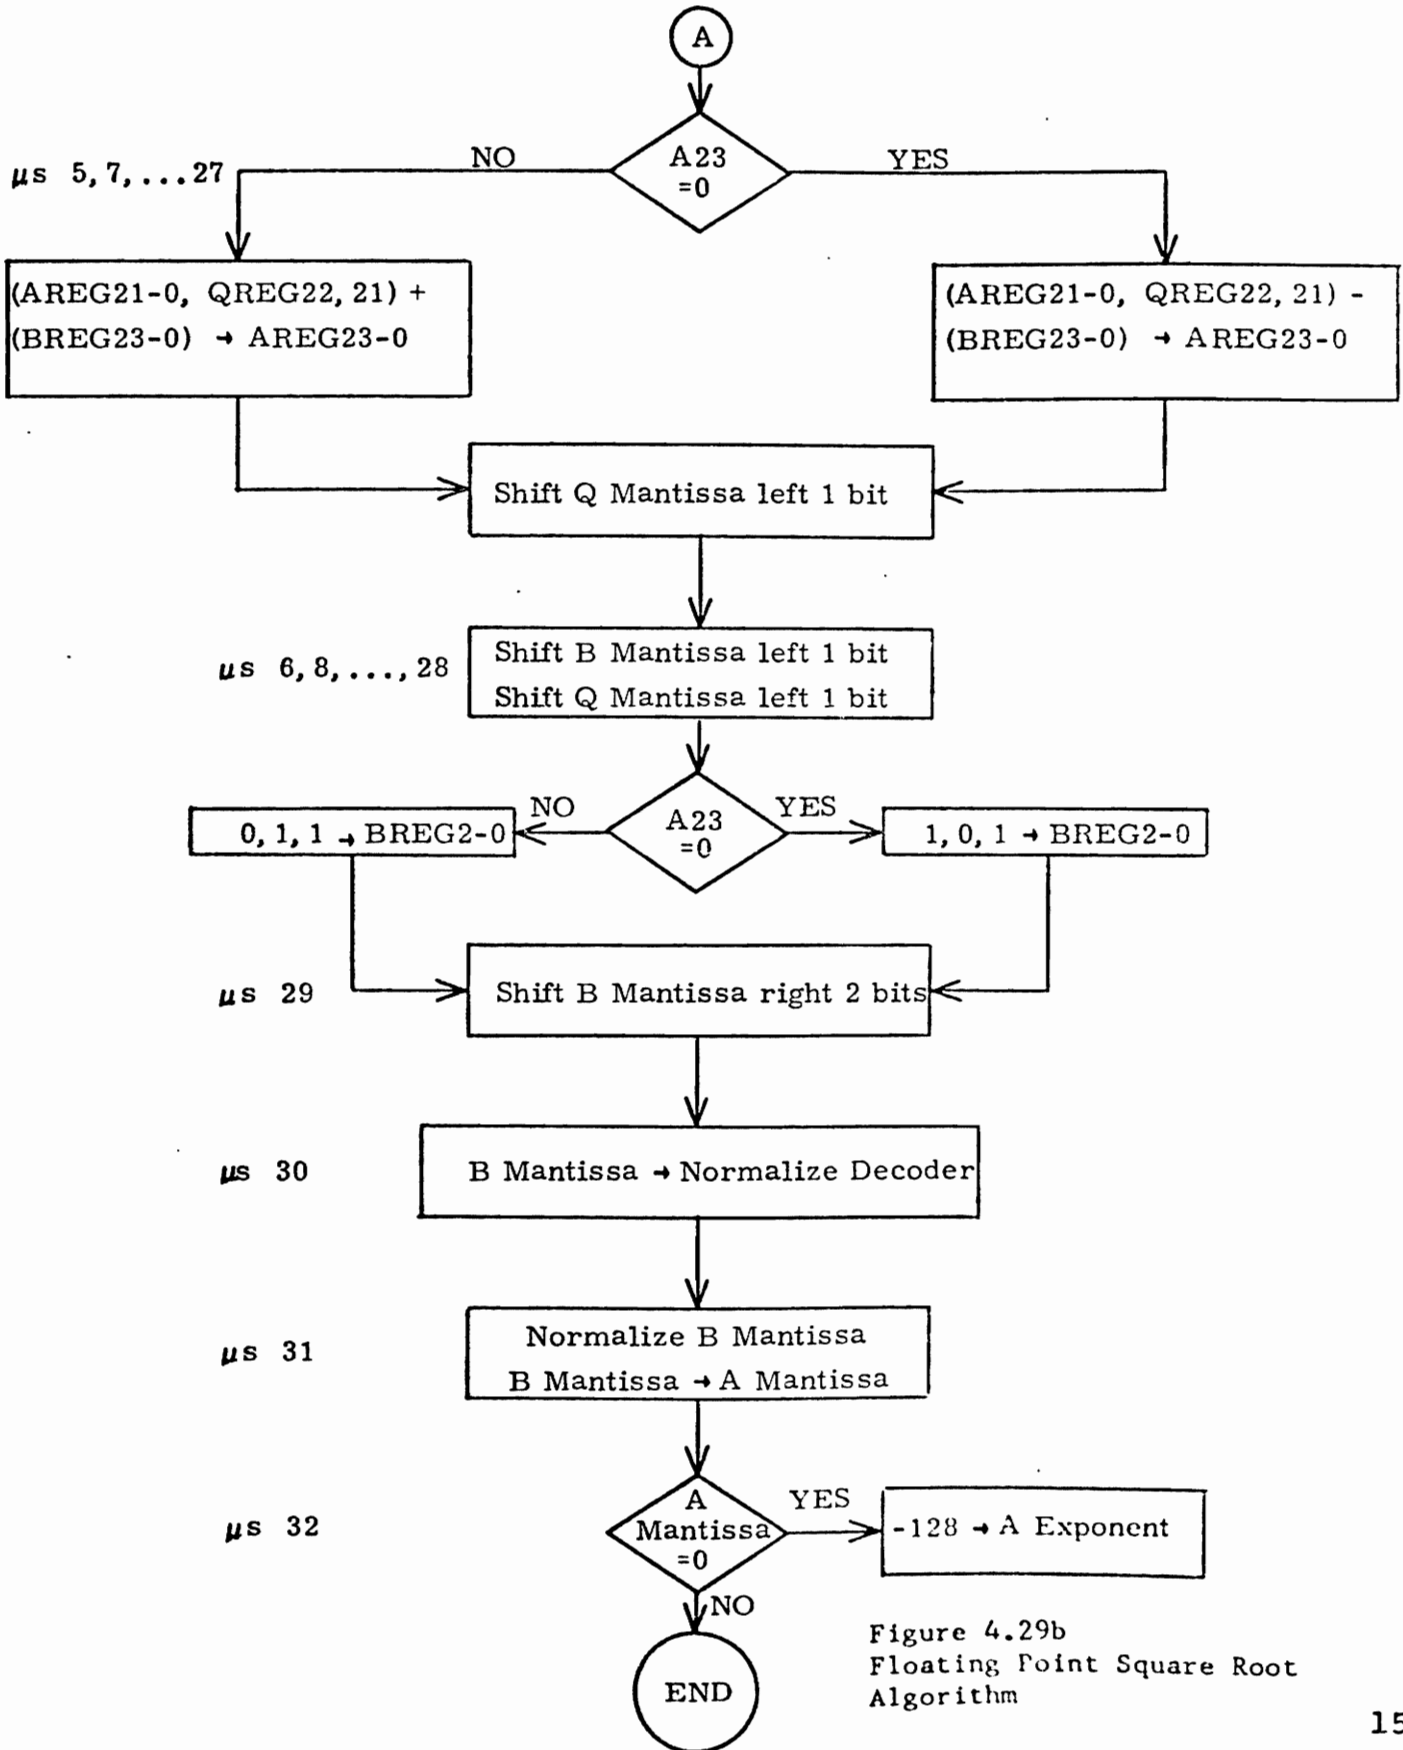 A
A23
=0
NO
YES
μs 5, 7, ... 27
(AREG21-0, QREG22, 21) +
(BREG23-0) → AREG23-0
(AREG21-0, QREG22, 21) -
(BREG23-0) → AREG23-0
Shift Q Mantissa left 1 bit
μs 6, 8, ..., 28
Shift B Mantissa left 1 bit
Shift Q Mantissa left 1 bit
A23
=0
NO
YES
0, 1, 1 → BREG2-0
1, 0, 1 → BREG2-0
μs 29
Shift B Mantissa right 2 bits
μs 30
B Mantissa → Normalize Decoder
μs 31
Normalize B Mantissa
B Mantissa → A Mantissa
μs 32
A
Mantissa
=0
YES
-128 → A Exponent
NO
END
Figure 4.29b
Floating Point Square Root
Algorithm
15